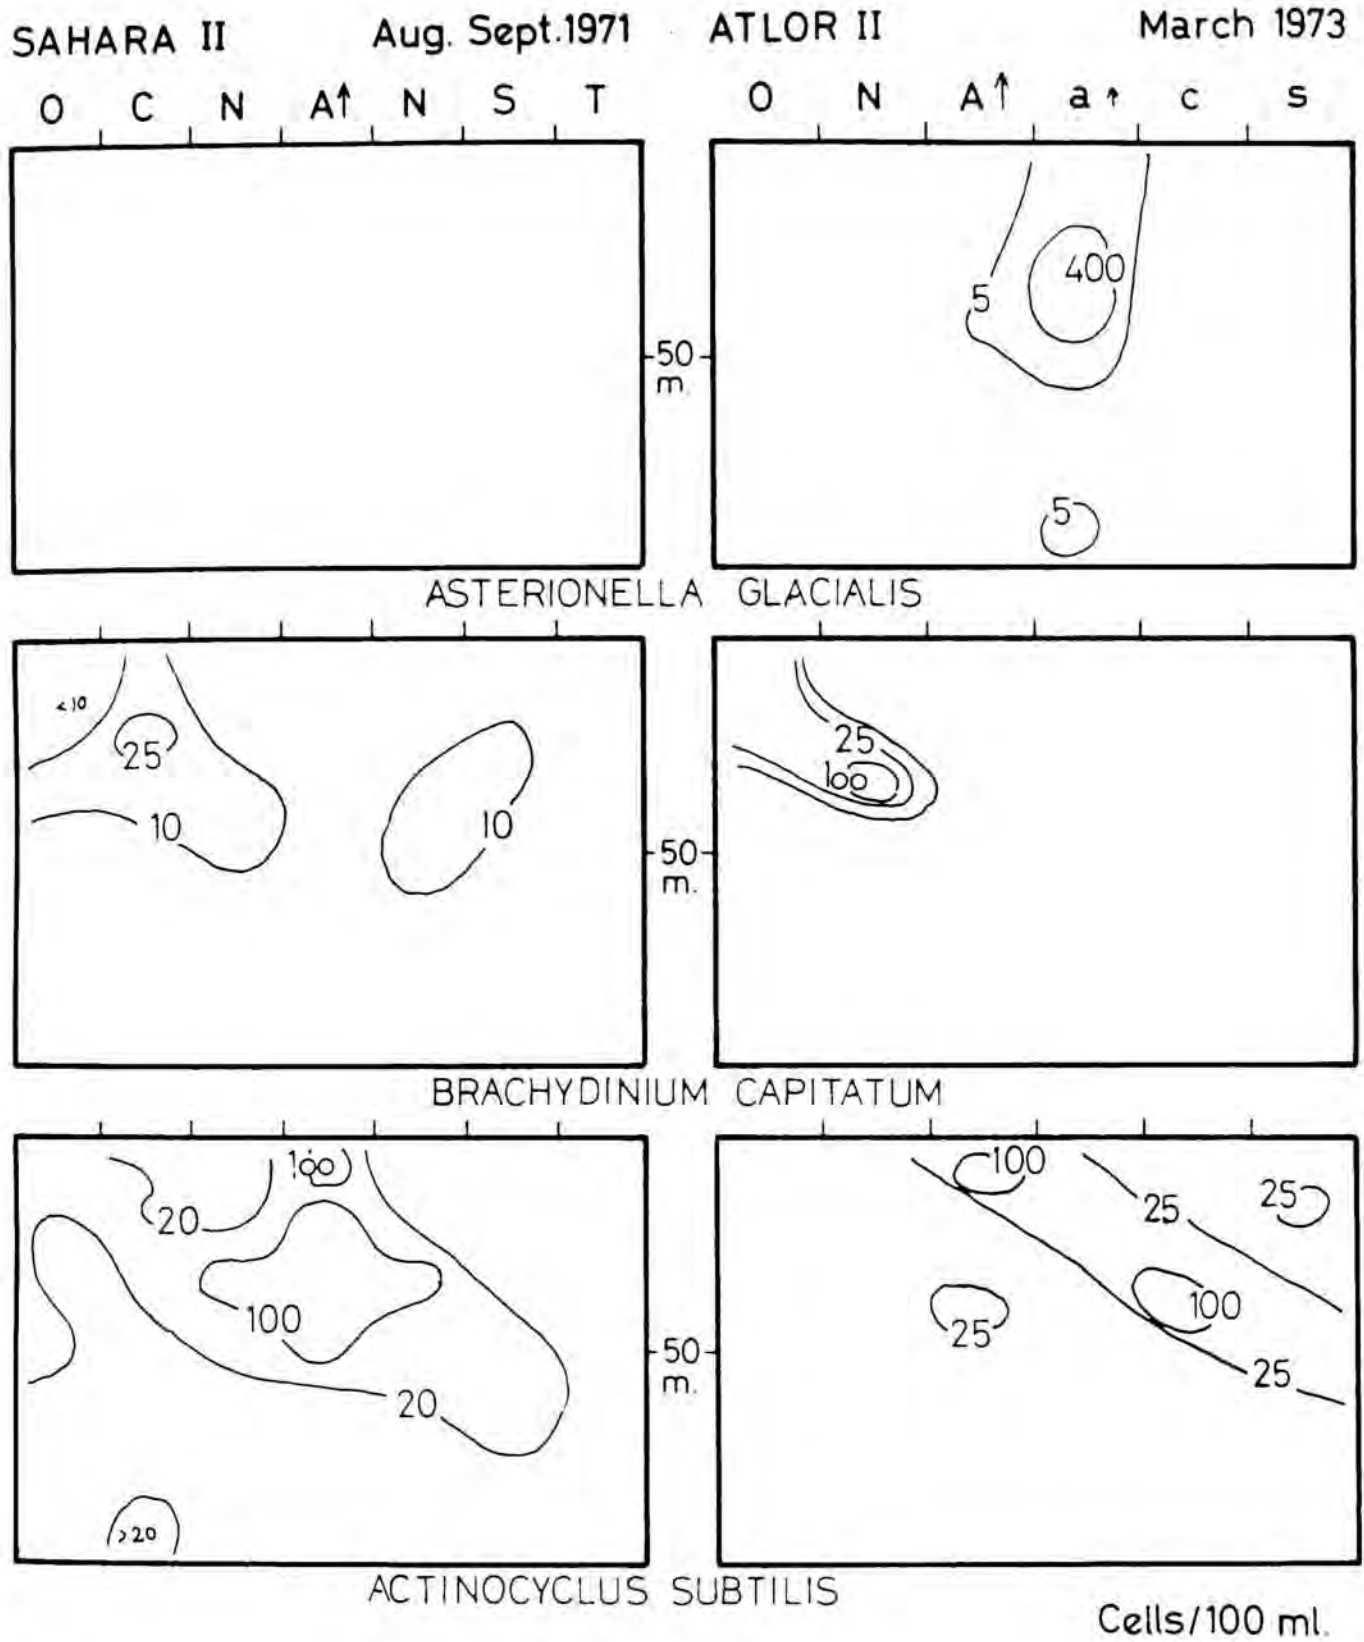 SAHARA II Aug. Sept. 1971 ATLOR II March 1973
O C N A↑ N S T O N A↑ a↑ c s
400
5
50
m.
5
ASTERIONELLA GLACIALIS
<10
25
25
100
10
10
50
m.
BRACHYDINIUM CAPITATUM
100
100
20
25
25
100
100
25
50
m.
25
20
>20
ACTINOCYCLUS SUBTILIS
Cells/100 ml.